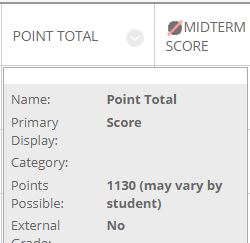 POINT TOTAL
MIDTERM
SCORE
Name: Point Total
Primary Score
Display:
Category:
Points 1130 (may vary by
Possible: student)
External No
Grade: